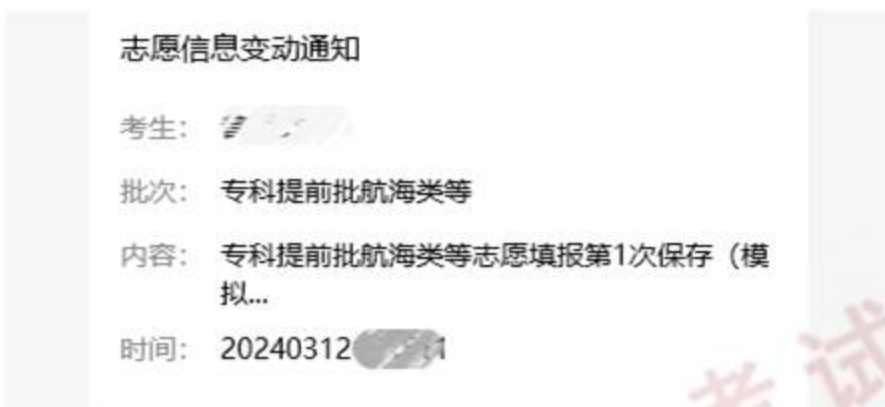 志愿信息变动通知
考生:
批次: 专科提前批航海类等
内容: 专科提前批航海类等志愿填报第1次保存（模
拟...
时间: 20240312
考试